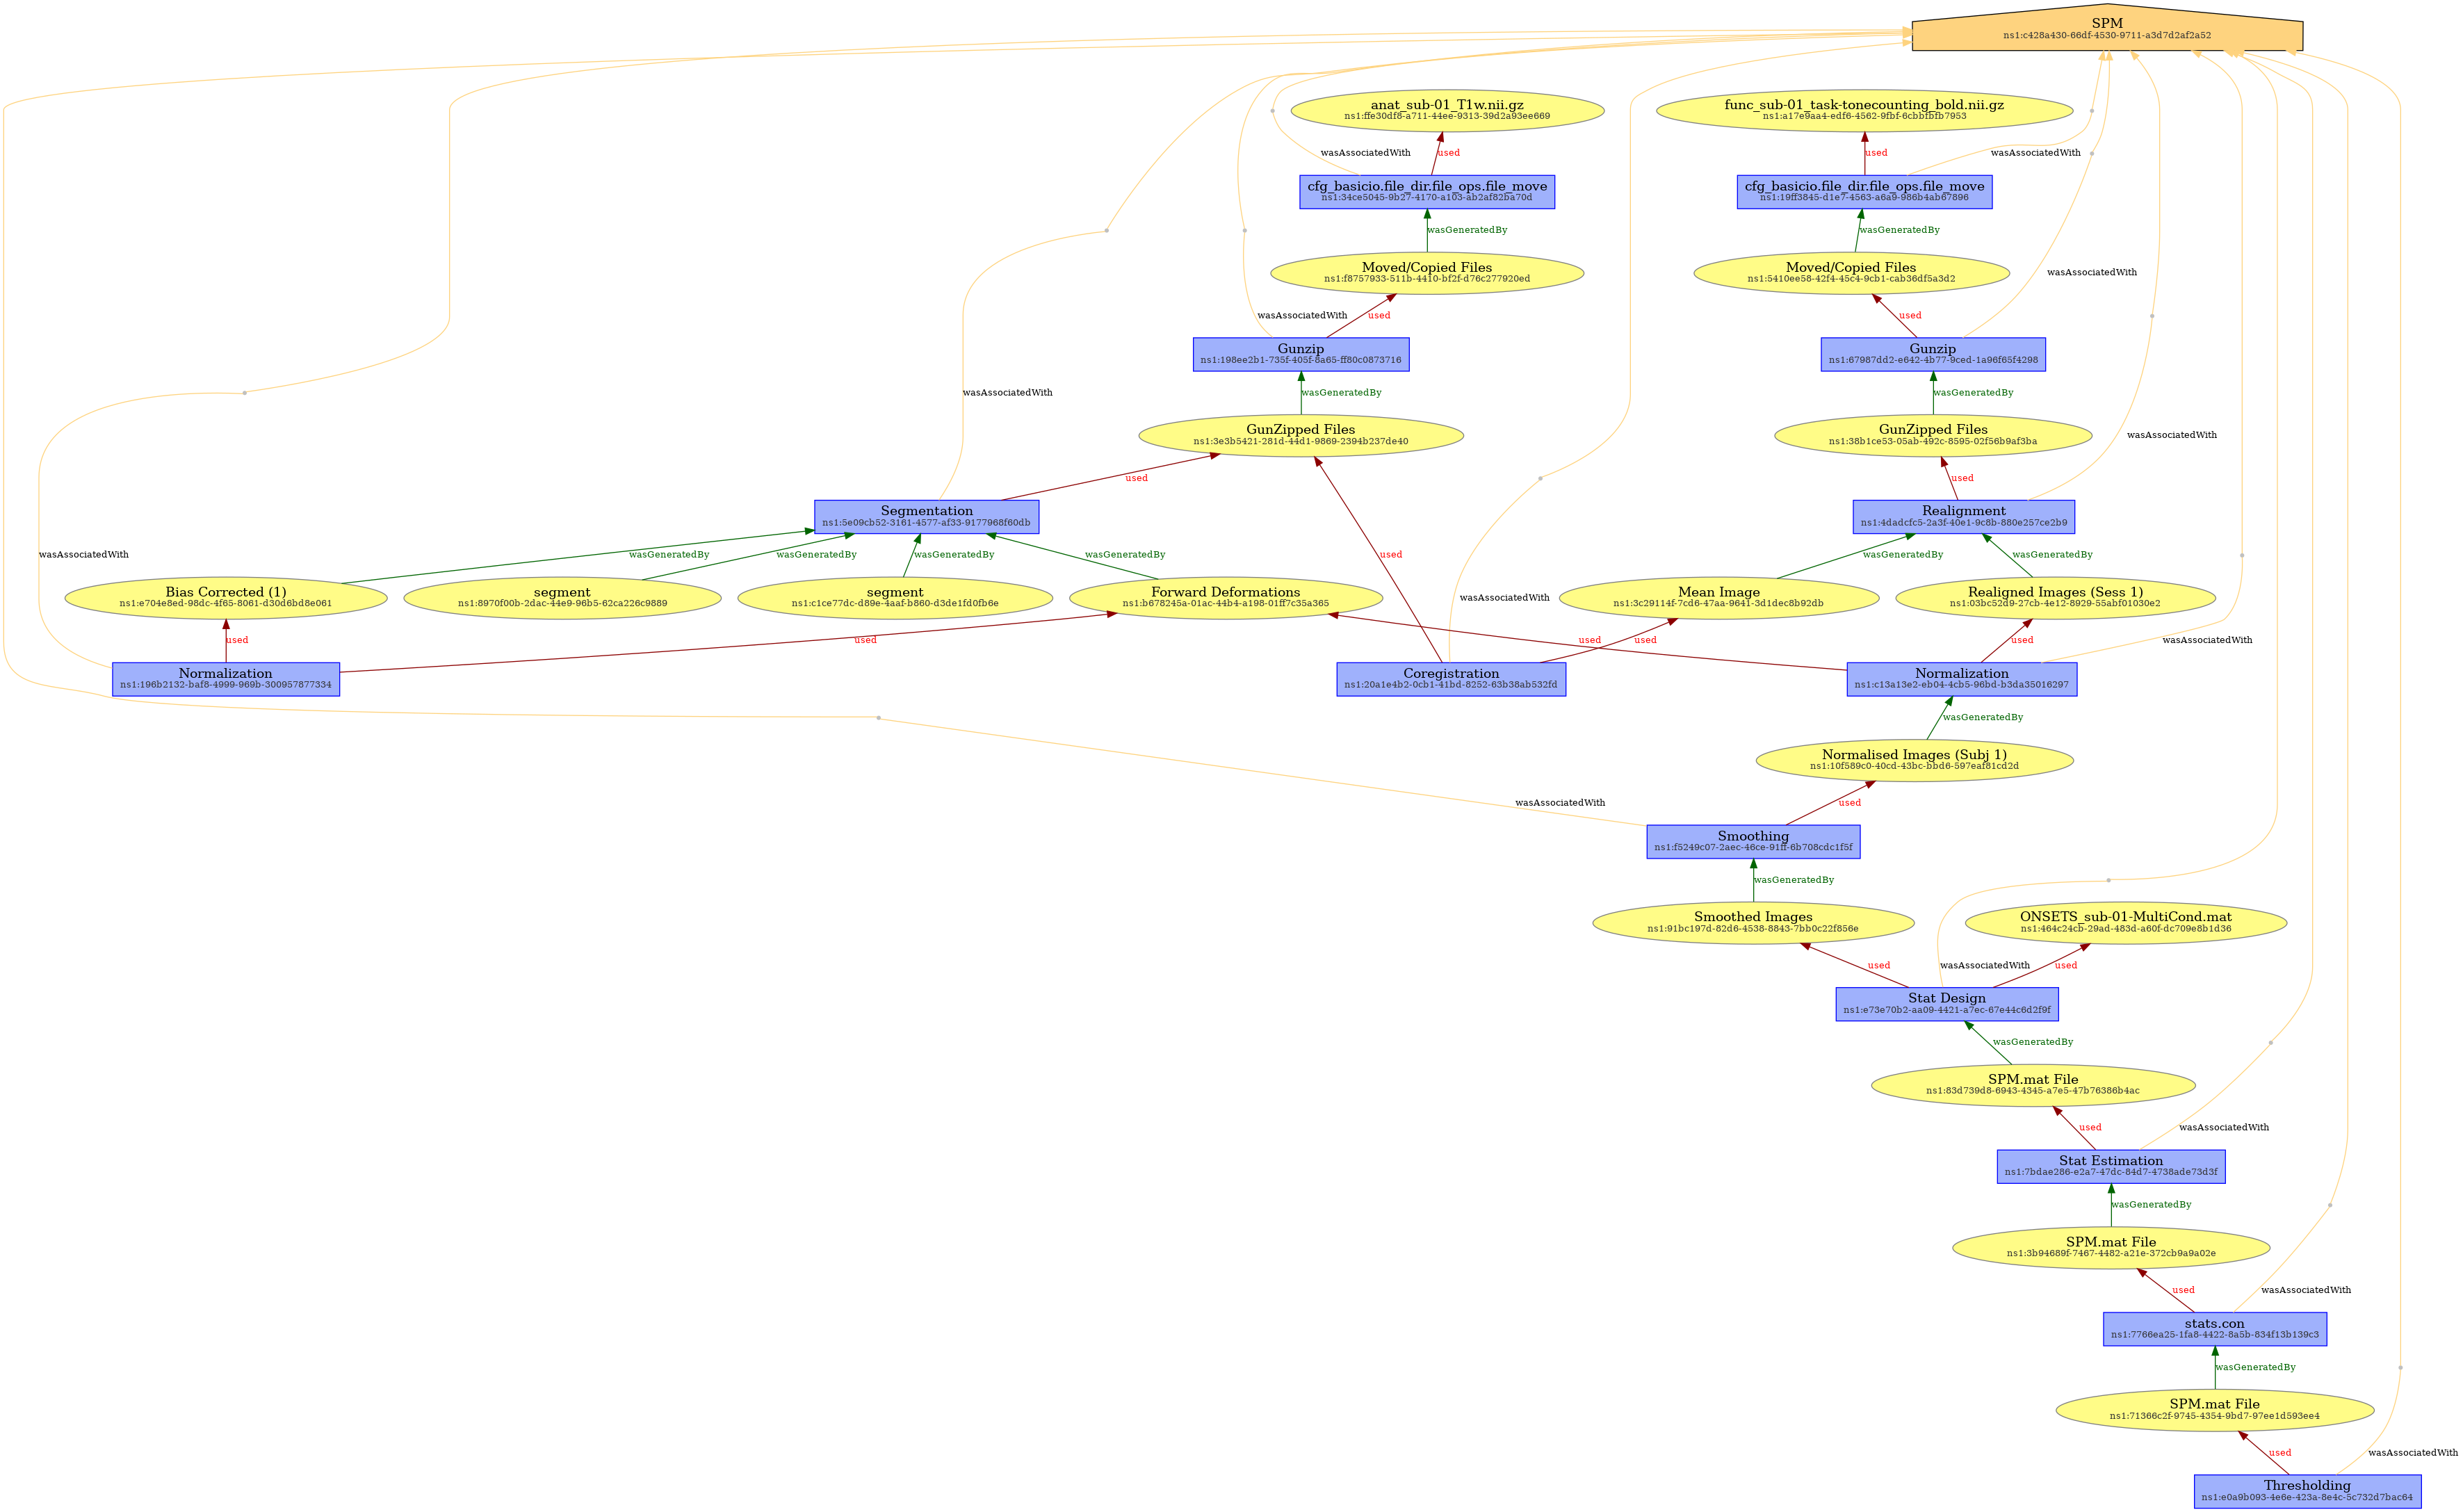 SPM
ns1:c428a430-66df-4530-9711-a3d7d2af2a52
anat_sub-01_T1w.nii.gz
ns1:ffe30df8-a711-44ee-9313-39d2a93ee669
func_sub-01_task-tonecounting_bold.nii.gz
ns1:a17e9aa4-edf6-4562-9fbf-6cbbfbfb7953
wasAssociatedWith
used
used
wasAssociatedWith
cfg_basicio.file_dir.file_ops.file_move
ns1:34ce5045-9b27-4170-a103-ab2af82ba70d
cfg_basicio.file_dir.file_ops.file_move
ns1:19ff3845-d1e7-4563-a6a9-986b4ab67896
wasGeneratedBy
wasGeneratedBy
Moved/Copied Files
ns1:f8757933-511b-4410-bf2f-d76c277920ed
Moved/Copied Files
ns1:5410ee58-42f4-45c4-9cb1-cab36df5a3d2
wasAssociatedWith
wasAssociatedWith
used
used
Gunzip
ns1:198ee2b1-735f-405f-8a65-ff80c0873716
Gunzip
ns1:67987dd2-e642-4b77-9ced-1a96f65f4298
wasAssociatedWith
wasGeneratedBy
wasGeneratedBy
GunZipped Files
ns1:3e3b5421-281d-44d1-9869-2394b237de40
GunZipped Files
ns1:38b1ce53-05ab-492c-8595-02f56b9af3ba
wasAssociatedWith
used
used
Segmentation
ns1:5e09cb52-3161-4577-af33-9177968f60db
Realignment
ns1:4dadcfc5-2a3f-40e1-9c8b-880e257ce2b9
wasAssociatedWith
wasGeneratedBy
wasGeneratedBy
wasGeneratedBy
wasGeneratedBy
used
wasGeneratedBy
wasGeneratedBy
Bias Corrected (1)
ns1:e704e8ed-98dc-4f65-8061-d30d6bd8e061
segment
ns1:8970f00b-2dac-44e9-96b5-62ca226c9889
segment
ns1:c1ce77dc-d89e-4aaf-b860-d3de1fd0fb6e
Forward Deformations
ns1:b678245a-01ac-44b4-a198-01ff7c35a365
wasAssociatedWith
Mean Image
ns1:3c29114f-7cd6-47aa-9641-3d1dec8b92db
Realigned Images (Sess 1)
ns1:03bc52d9-27cb-4e12-8929-55abf01030e2
used
used
used
used
used
wasAssociatedWith
Normalization
ns1:196b2132-baf8-4999-969b-300957877334
Coregistration
ns1:20a1e4b2-0cb1-41bd-8252-63b38ab532fd
Normalization
ns1:c13a13e2-eb04-4cb5-96bd-b3da35016297
wasGeneratedBy
Normalised Images (Subj 1)
ns1:10f589c0-40cd-43bc-bbd6-597eaf81cd2d
wasAssociatedWith
used
Smoothing
ns1:f5249c07-2aec-46ce-91ff-6b708cdc1f5f
wasGeneratedBy
Smoothed Images
ns1:91bc197d-82d6-4538-8843-7bb0c22f856e
ONSETS_sub-01-MultiCond.mat
ns1:464c24cb-29ad-483d-a60f-dc709e8b1d36
used
wasAssociatedWith
used
Stat Design
ns1:e73e70b2-aa09-4421-a7ec-67e44c6d2f9f
wasGeneratedBy
SPM.mat File
ns1:83d739d8-6943-4345-a7e5-47b76386b4ac
used
wasAssociatedWith
Stat Estimation
ns1:7bdae286-e2a7-47dc-84d7-4738ade73d3f
wasGeneratedBy
SPM.mat File
ns1:3b94689f-7467-4482-a21e-372cb9a9a02e
used
wasAssociatedWith
stats.con
ns1:7766ea25-1fa8-4422-8a5b-834f13b139c3
wasGeneratedBy
SPM.mat File
ns1:71366c2f-9745-4354-9bd7-97ee1d593ee4
used
wasAssociatedWith
Thresholding
ns1:e0a9b093-4e6e-423a-8e4c-5c732d7bac64